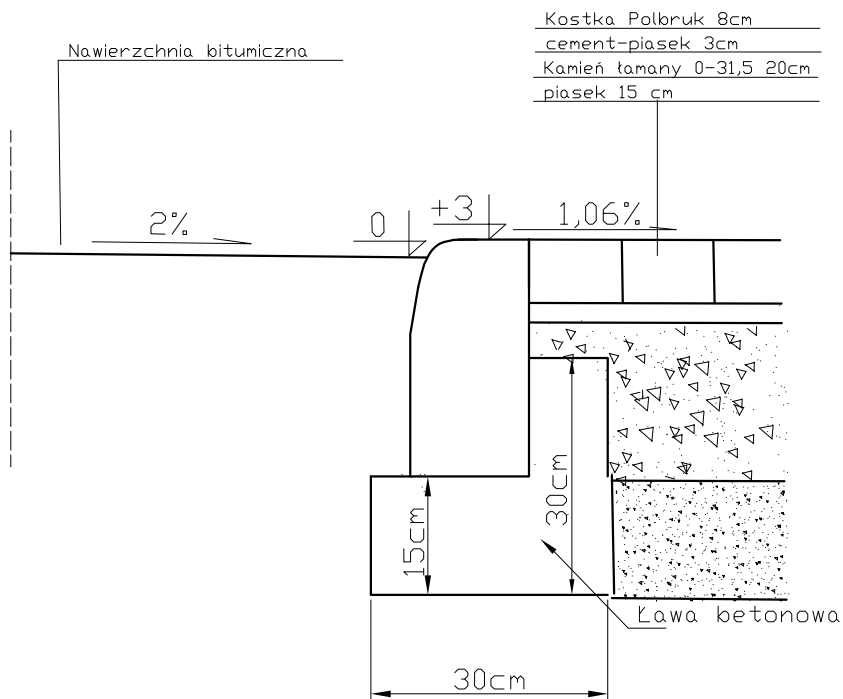 Kostka Polbruk 8cm
cement-piasek 3cm
Kamień łamany 0-31,5 20cm
piasek 15 cm
Nawierzchnia bitumiczna
2%
0
+3
1,06%
15cm
30cm
Ława betonowa
30cm